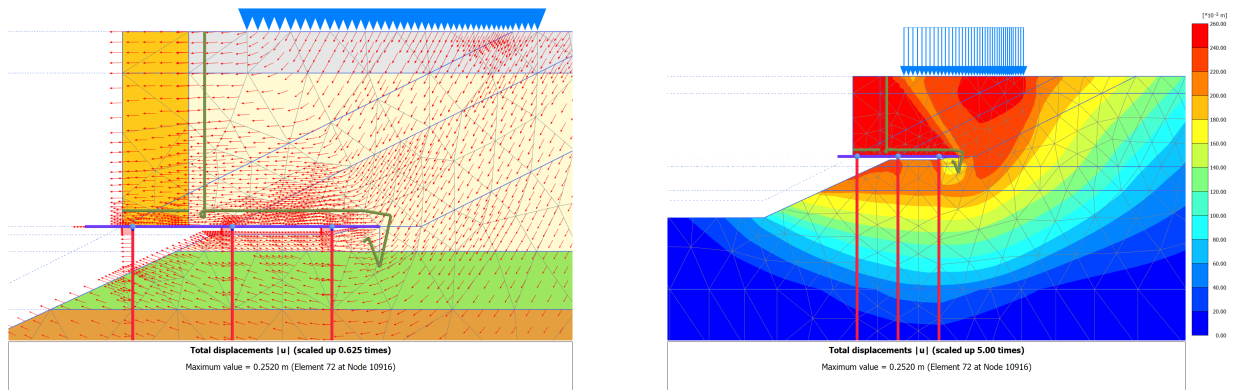 Total displacements |u| (scaled up 0.625 times)
Maximum value = 0.2520 m (Element 72 at Node 10916)
[*10⁻³ m]
260.00
240.00
220.00
200.00
180.00
160.00
140.00
120.00
100.00
80.00
60.00
40.00
20.00
0.00
Total displacements |u| (scaled up 5.00 times)
Maximum value = 0.2520 m (Element 72 at Node 10916)